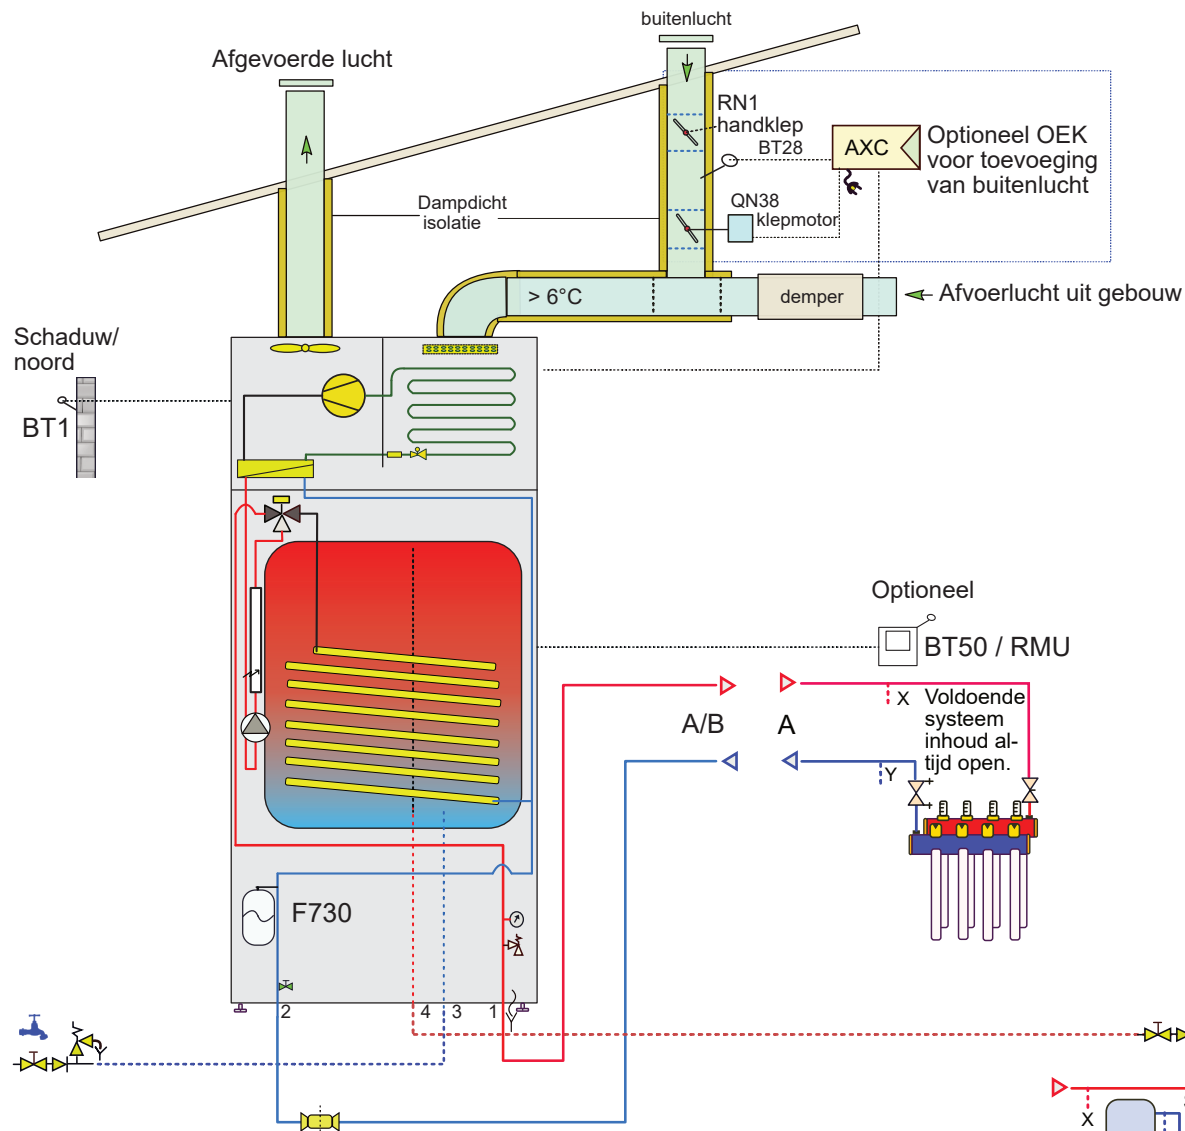 buitenlucht
Afgevoerde lucht
RN1
handklep
BT28
AXC
Optioneel OEK
voor toevoeging
van buitenlucht
Dampdicht
isolatie
QN38
klepmotor
> 6°C
demper
Afvoerlucht uit gebouw
Schaduw/
noord
BT1
Optioneel
BT50 / RMU
A/B
A
X
Voldoende
systeem
inhoud al-
tijd open.
Y
F730
2
4
3
1
X